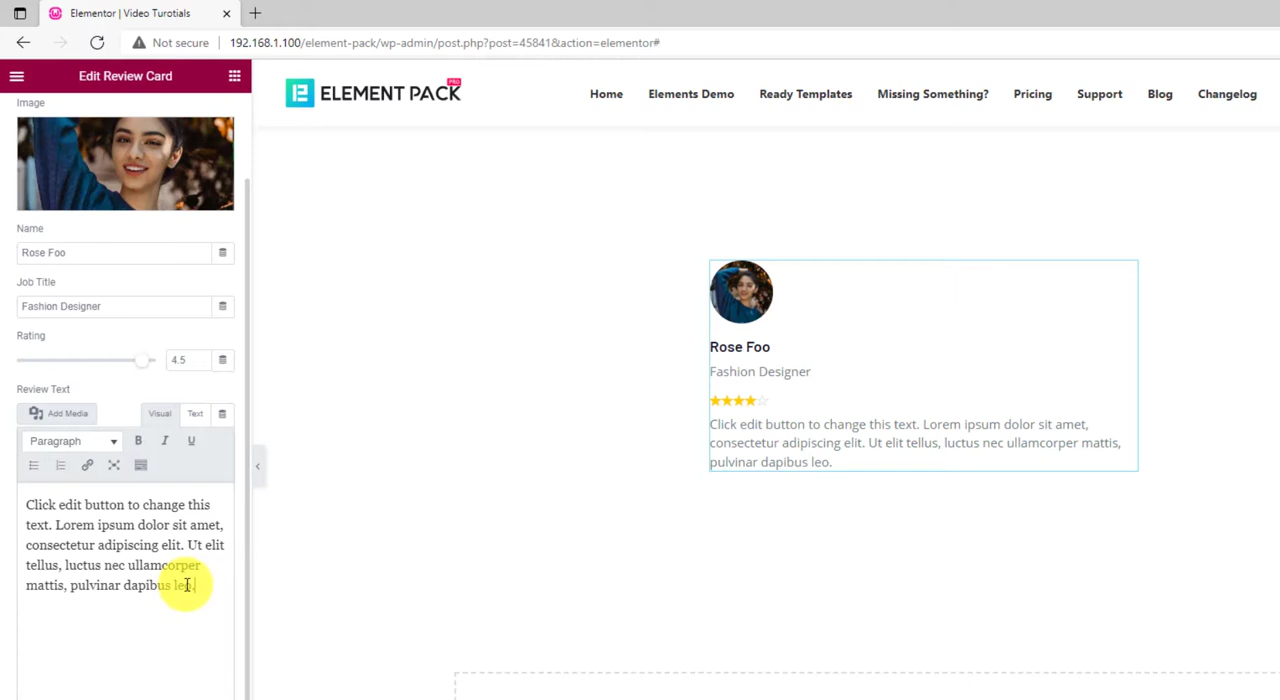 Elementor | Video Turotials
Not secure
192.168.1.100/element-pack/wp-admin/post.php?post=45841&action=elementor#
Edit Review Card
Image
Name
Rose Foo
Job Title
Fashion Designer
Rating
4.5
Review Text
Add Media
Visual
Text
Paragraph
B
I
U
Click edit button to change this
text. Lorem ipsum dolor sit amet,
consectetur adipiscing elit. Ut elit
tellus, luctus nec ullamcorper
mattis, pulvinar dapibus leo.
ELEMENT PACK
PRO
Home
Elements Demo
Ready Templates
Missing Something?
Pricing
Support
Blog
Changelog
Rose Foo
Fashion Designer
Click edit button to change this text. Lorem ipsum dolor sit amet,
consectetur adipiscing elit. Ut elit tellus, luctus nec ullamcorper mattis,
pulvinar dapibus leo.